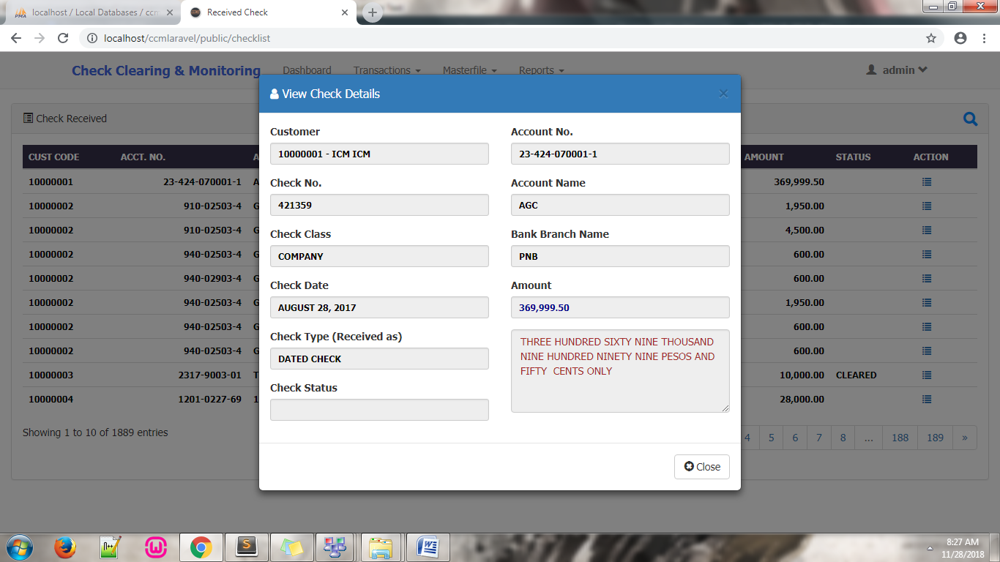 localhost / Local Databases / ccm
Received Check
localhost/ccmlaravel/public/checklist
Check Clearing & Monitoring Dashboard Transactions Masterfile Reports admin
View Check Details
Check Received
Customer Account No.
10000001 - ICM ICM 23-424-070001-1
Check No. Account Name
421359 AGC
Check Class Bank Branch Name
COMPANY PNB
Check Date Amount
AUGUST 28, 2017 369,999.50
Check Type (Received as)
DATED CHECK
THREE HUNDRED SIXTY NINE THOUSAND
NINE HUNDRED NINETY NINE PESOS AND
FIFTY  CENTS ONLY
Check Status
Close
CUST CODE ACCT. NO. A AMOUNT STATUS ACTION
10000001 23-424-070001-1 A 369,999.50
10000002 910-02503-4 G 1,950.00
10000002 910-02503-4 G 4,500.00
10000002 940-02503-4 G 600.00
10000002 940-02903-4 G 600.00
10000002 940-02503-4 G 1,950.00
10000002 940-02503-4 G 600.00
10000002 940-02503-4 G 600.00
10000003 2317-9003-01 T 10,000.00 CLEARED
10000004 1201-0227-69 1 28,000.00
Showing 1 to 10 of 1889 entries
4 5 6 7 8 ... 188 189 »
8:27 AM
11/28/2018